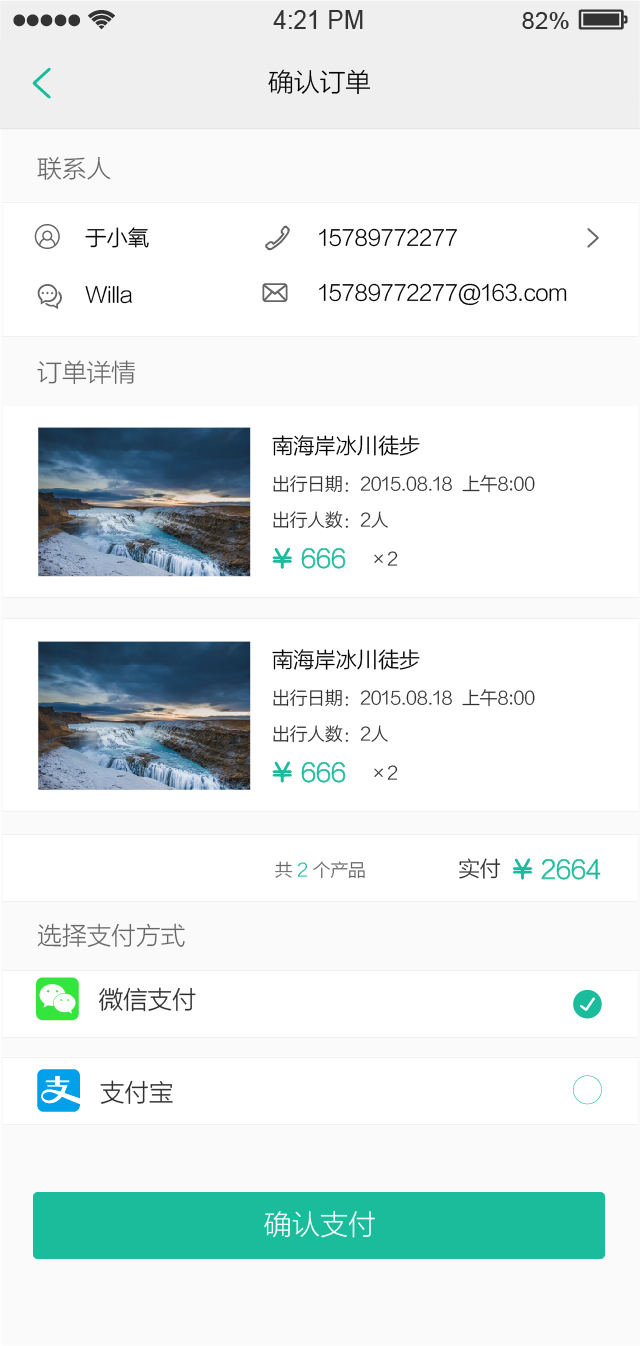 4:21 PM 82%
确认订单
联系人
于小氧 15789772277
Willa 15789772277@163.com
订单详情
南海岸冰川徒步
出行日期：2015.08.18 上午8:00
出行人数：2人
¥ 666 ×2
南海岸冰川徒步
出行日期：2015.08.18 上午8:00
出行人数：2人
¥ 666 ×2
共 2 个产品 实付 ¥ 2664
选择支付方式
微信支付
支 支付宝
确认支付